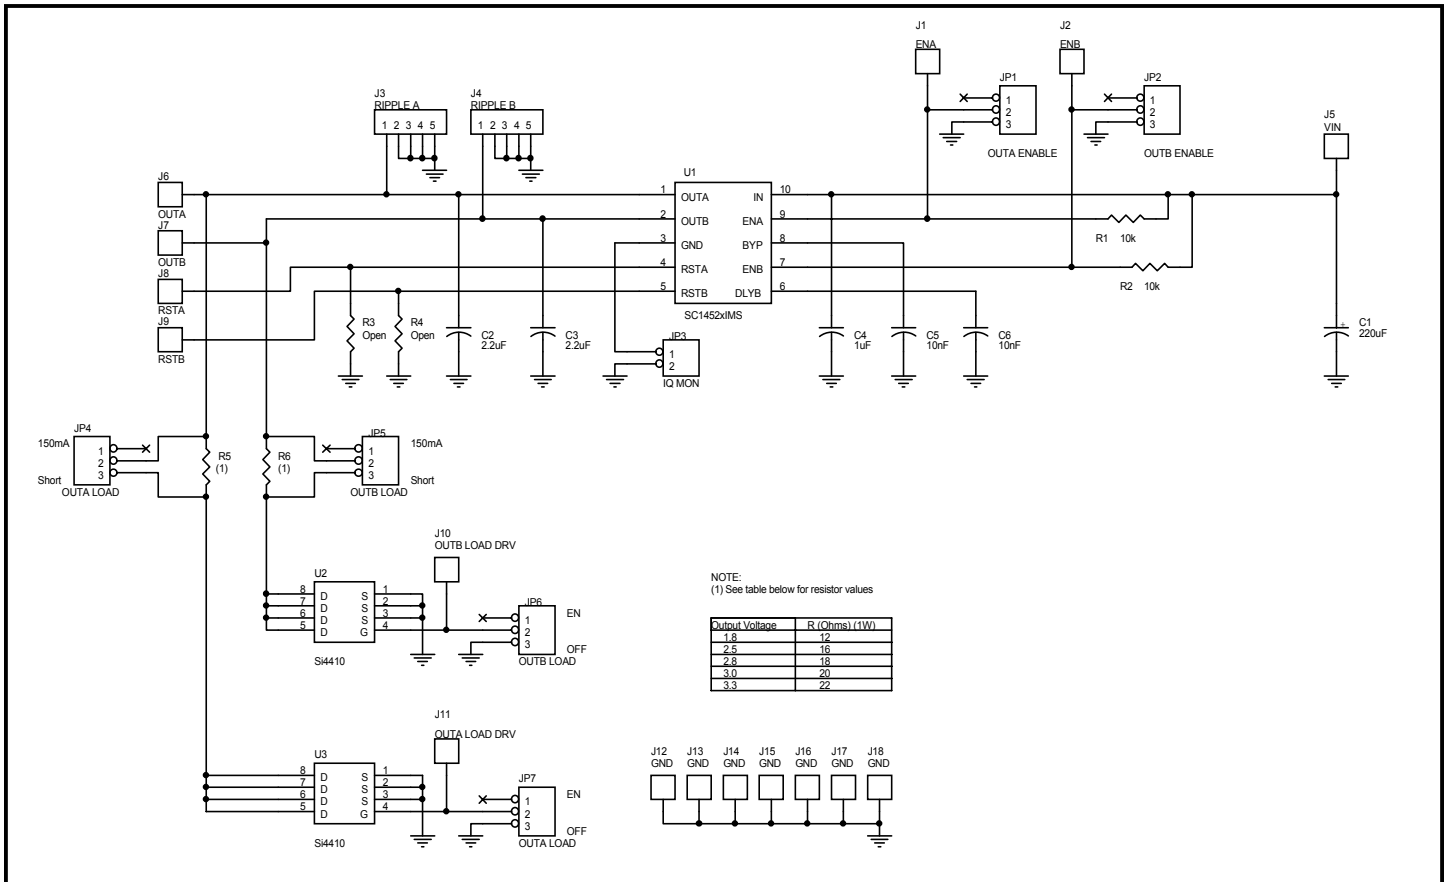 J1
ENA
J2
ENB
JP1
1
2
3
OUTA ENABLE
JP2
1
2
3
OUTB ENABLE
J5
VIN
J3
RIPPLE A
1 2 3 4 5
J4
RIPPLE B
1 2 3 4 5
J6
OUTA
J7
OUTB
J8
RSTA
J9
RSTB
U1
1 OUTA IN 10
2 OUTB ENA 9
3 GND BYP 8
4 RSTA ENB 7
5 RSTB DLYB 6
SC1452xIMS
R1 10k
R2 10k
R3
Open
R4
Open
C2
2.2uF
C3
2.2uF
JP3
1
2
IQ MON
C4
1uF
C5
10nF
C6
10nF
+
C1
220uF
JP4
150mA
1
2
3
Short
OUTA LOAD
R5
(1)
R6
(1)
JP5
150mA
1
2
3
Short
OUTB LOAD
J10
OUTB LOAD DRV
U2
8 D S 1
7 D S 2
6 D S 3
5 D G 4
Si4410
JP6
EN
1
2
3
OFF
OUTB LOAD
NOTE:
(1) See table below for resistor values
Output Voltage R (Ohms) (1W)
1.8 12
2.5 16
2.8 18
3.0 20
3.3 22
J11
OUTA LOAD DRV
U3
8 D S 1
7 D S 2
6 D S 3
5 D G 4
Si4410
JP7
EN
1
2
3
OFF
OUTA LOAD
J12 J13 J14 J15 J16 J17 J18
GND GND GND GND GND GND GND